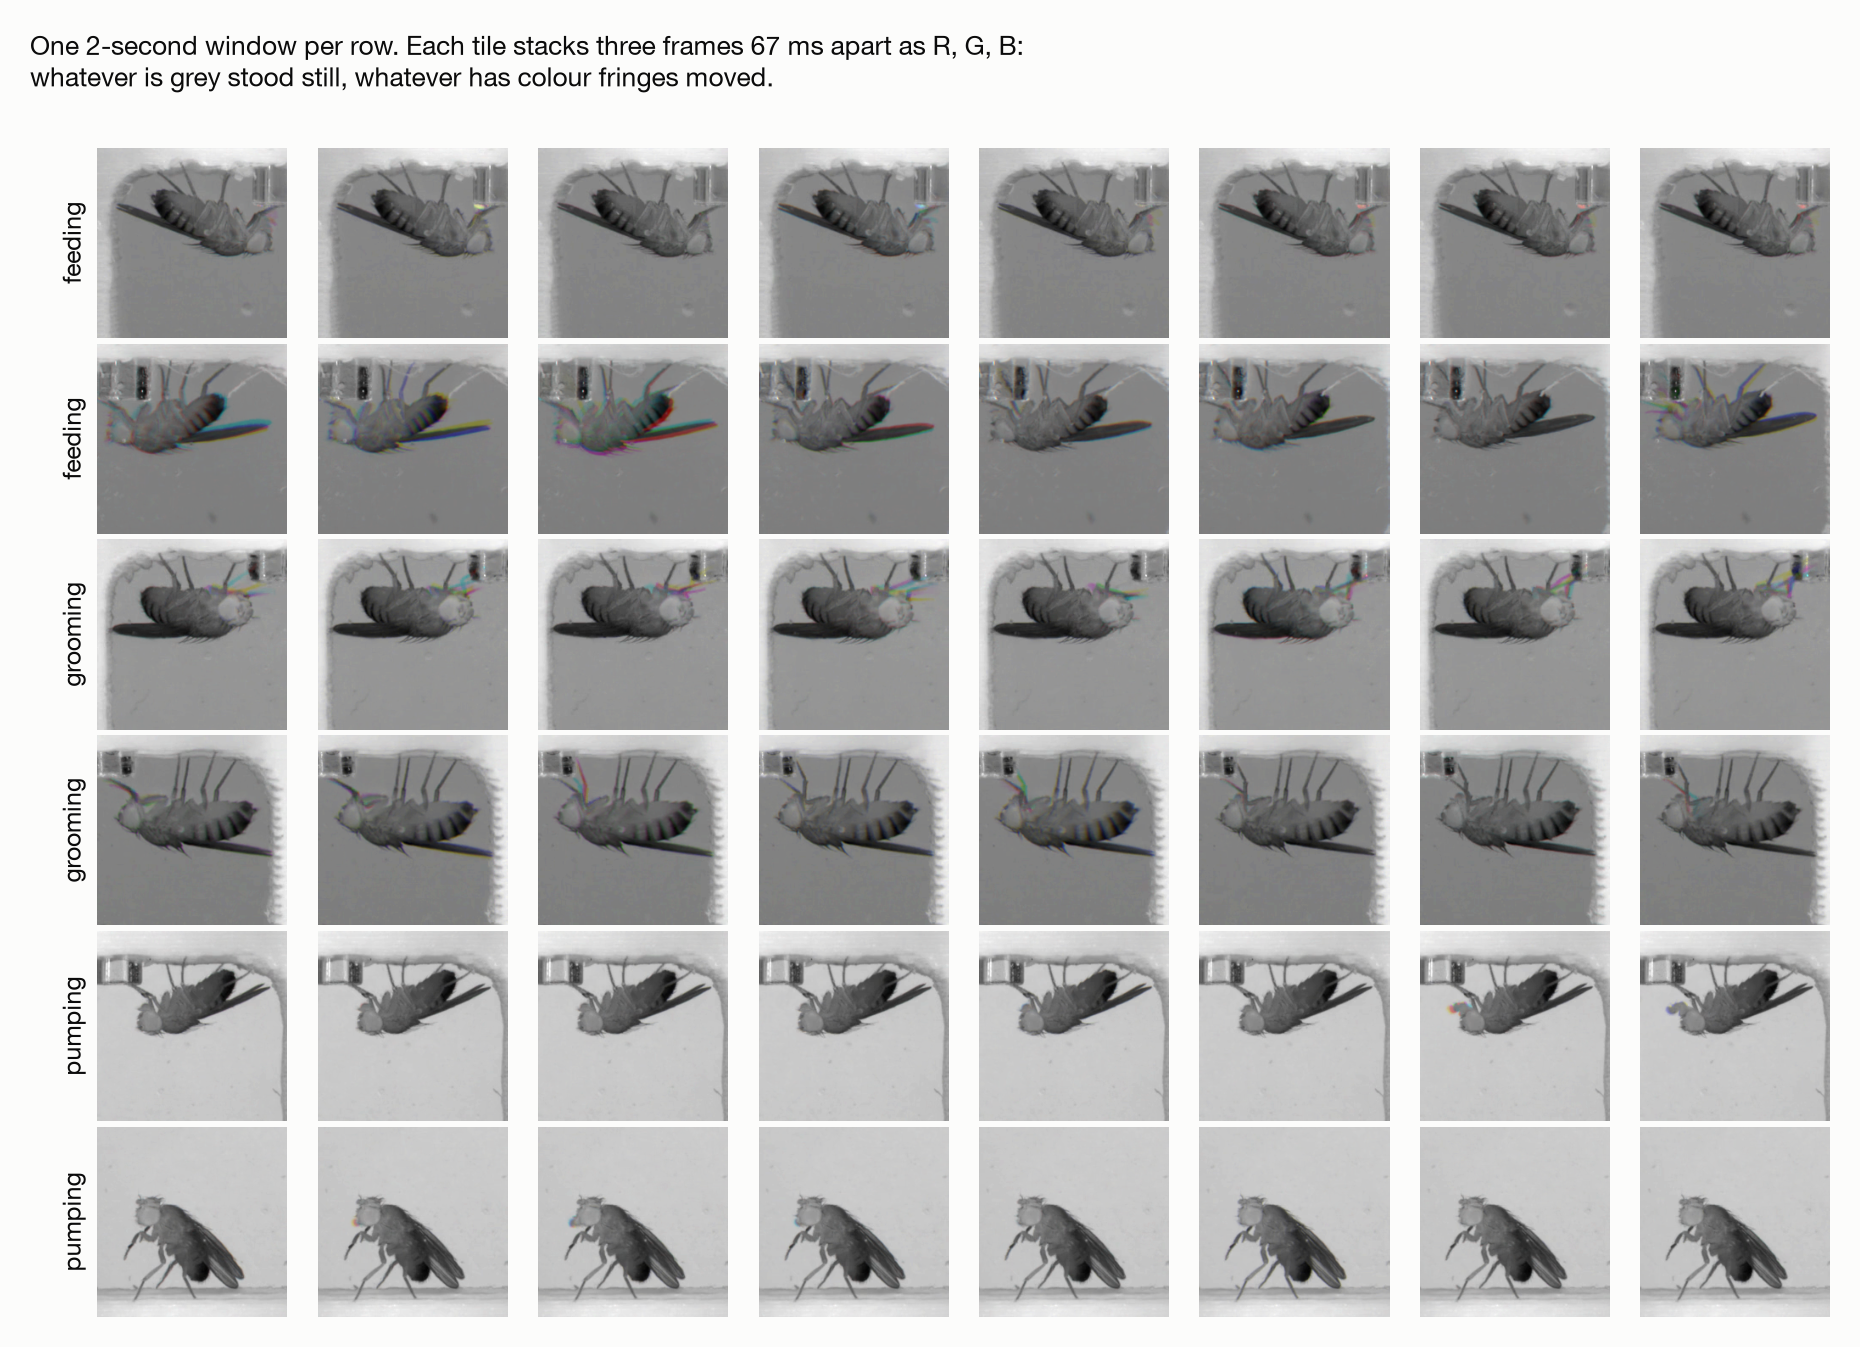 One 2-second window per row. Each tile stacks three frames 67 ms apart as R, G, B:
whatever is grey stood still, whatever has colour fringes moved.
feeding
feeding
grooming
grooming
pumping
pumping